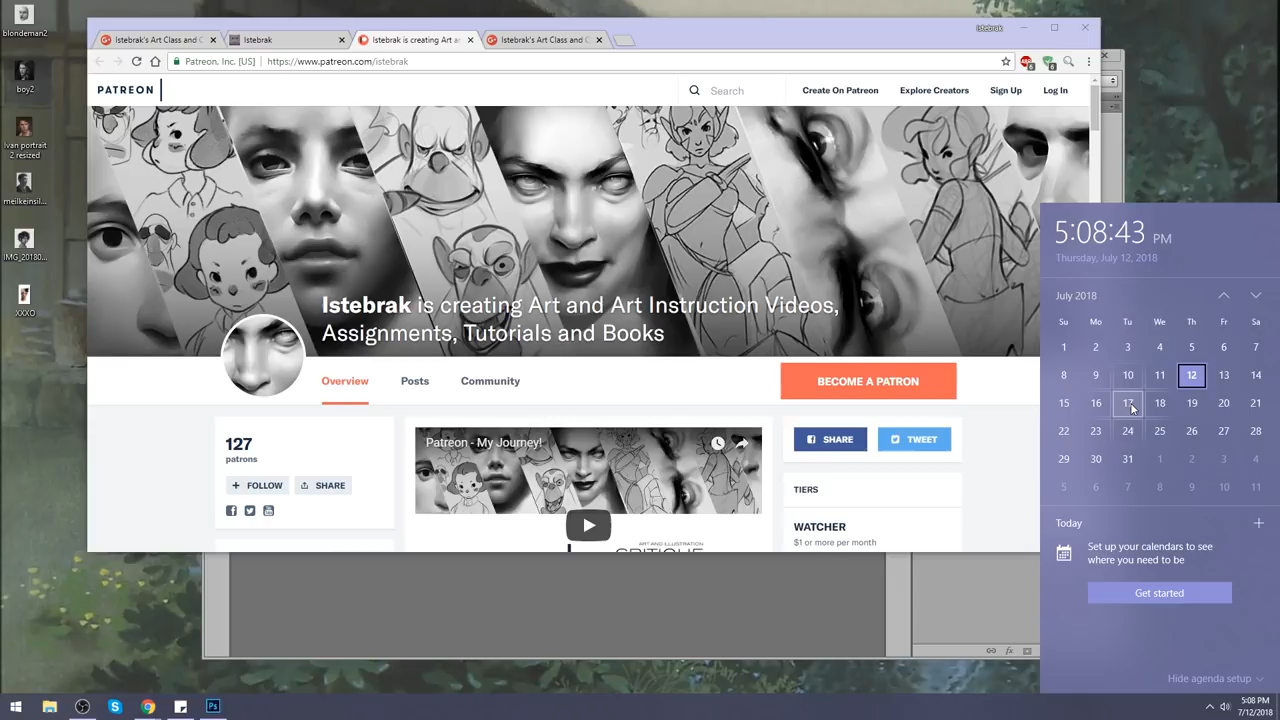 blondeman2
boy2
Ivan portrait
2 resized
meikeinsil...
IMG_20180...
XXXO
Istebrak's Art Class and C
Istebrak
Istebrak is creating Art an
Istebrak's Art Class and C
Istebrak
Patreon, Inc. [US]
https://www.patreon.com/istebrak
PATREON
Search
Create On Patreon
Explore Creators
Sign Up
Log In
Istebrak is creating Art and Art Instruction Videos,
Assignments, Tutorials and Books
Overview
Posts
Community
BECOME A PATRON
127
patrons
FOLLOW
SHARE
Patreon - My Journey!
ART AND ILLUSTRATION
CRITIQUE
SHARE
TWEET
TIERS
WATCHER
$1 or more per month
5:08:43 PM
Thursday, July 12, 2018
July 2018
Su Mo Tu We Th Fr Sa
1 2 3 4 5 6 7
8 9 10 11 12 13 14
15 16 17 18 19 20 21
22 23 24 25 26 27 28
29 30 31 1 2 3 4
5 6 7 8 9 10 11
Today
Set up your calendars to see
where you need to be
Get started
Hide agenda setup
fx
Ps
5:08 PM
7/12/2018